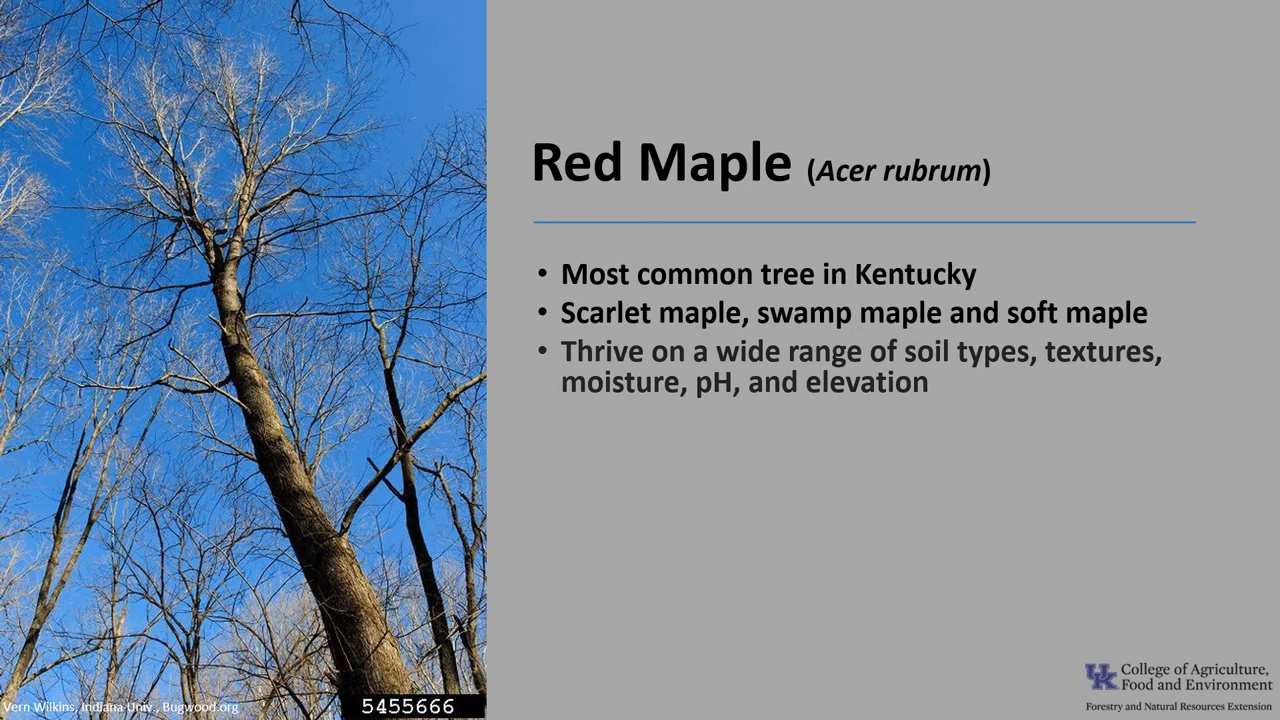 Red Maple (Acer rubrum)
• Most common tree in Kentucky
• Scarlet maple, swamp maple and soft maple
• Thrive on a wide range of soil types, textures,
moisture, pH, and elevation
Vern Wilkins, Indiana Univ., Bugwood.org
5455666
UK College of Agriculture,
Food and Environment
Forestry and Natural Resources Extension